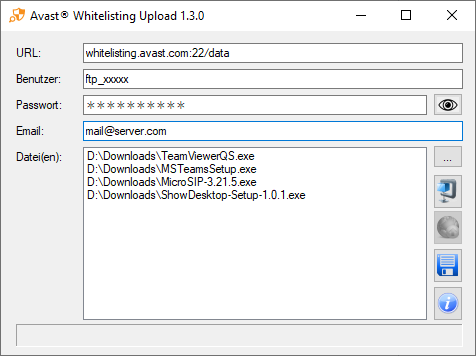 Avast® Whitelisting Upload 1.3.0
URL: whitelisting.avast.com:22/data
Benutzer: ftp_xxxxx
Passwort: **********
Email: mail@server.com
Datei(en): D:\Downloads\TeamViewerQS.exe
...
D:\Downloads\MSTeamsSetup.exe
D:\Downloads\MicroSIP-3.21.5.exe
D:\Downloads\ShowDesktop-Setup-1.0.1.exe